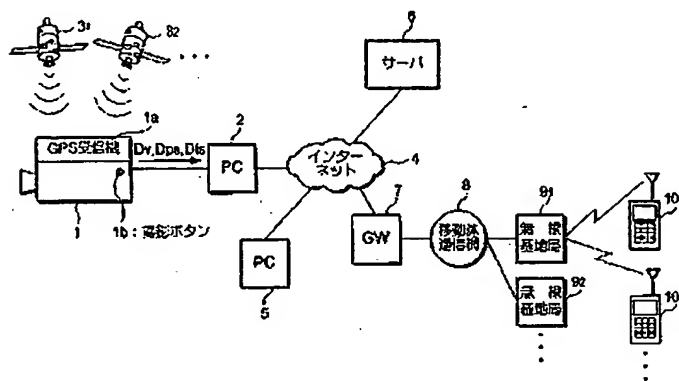 31
32
...
6
サーバ
1a
GPS受信機
Dv,Dps,Dts
2
PC
インター
ネット
4
1
1b：撮影ボタン
PC
5
7
GW
8
移動体
通信網
91
無線
基地局
92
無線
基地局
10
10